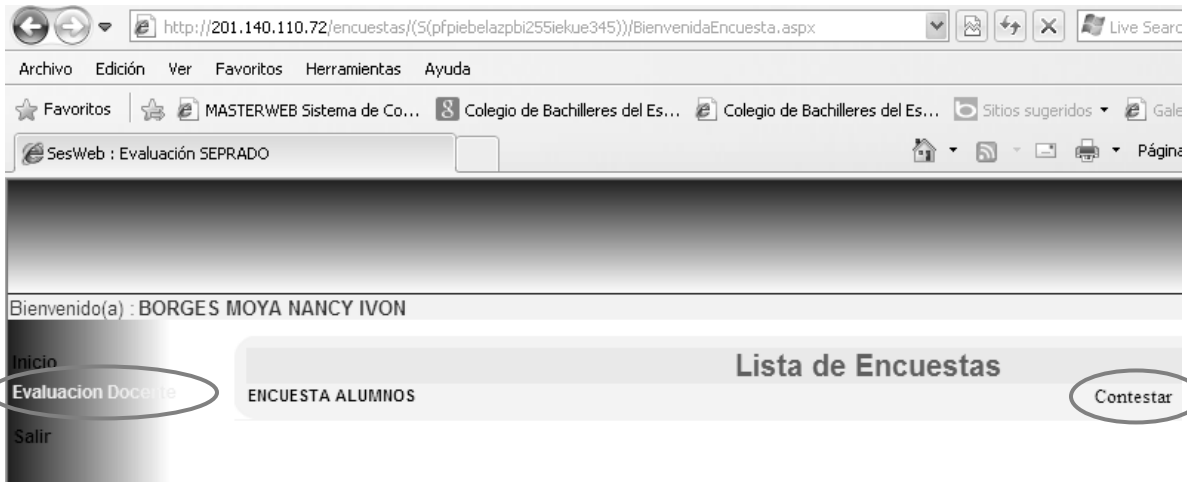 http://201.140.110.72/encuestas/(S(pfpiebelazpbi255iekue345))/BienvenidaEncuesta.aspx Live Searc
Archivo Edición Ver Favoritos Herramientas Ayuda
Favoritos MASTERWEB Sistema de Co... Colegio de Bachilleres del Es... Colegio de Bachilleres del Es... Sitios sugeridos Gale
SesWeb : Evaluación SEPRADO Página
Bienvenido(a) : BORGES MOYA NANCY IVON
Inicio
Lista de Encuestas
Evaluacion Docente
ENCUESTA ALUMNOS Contestar
Salir